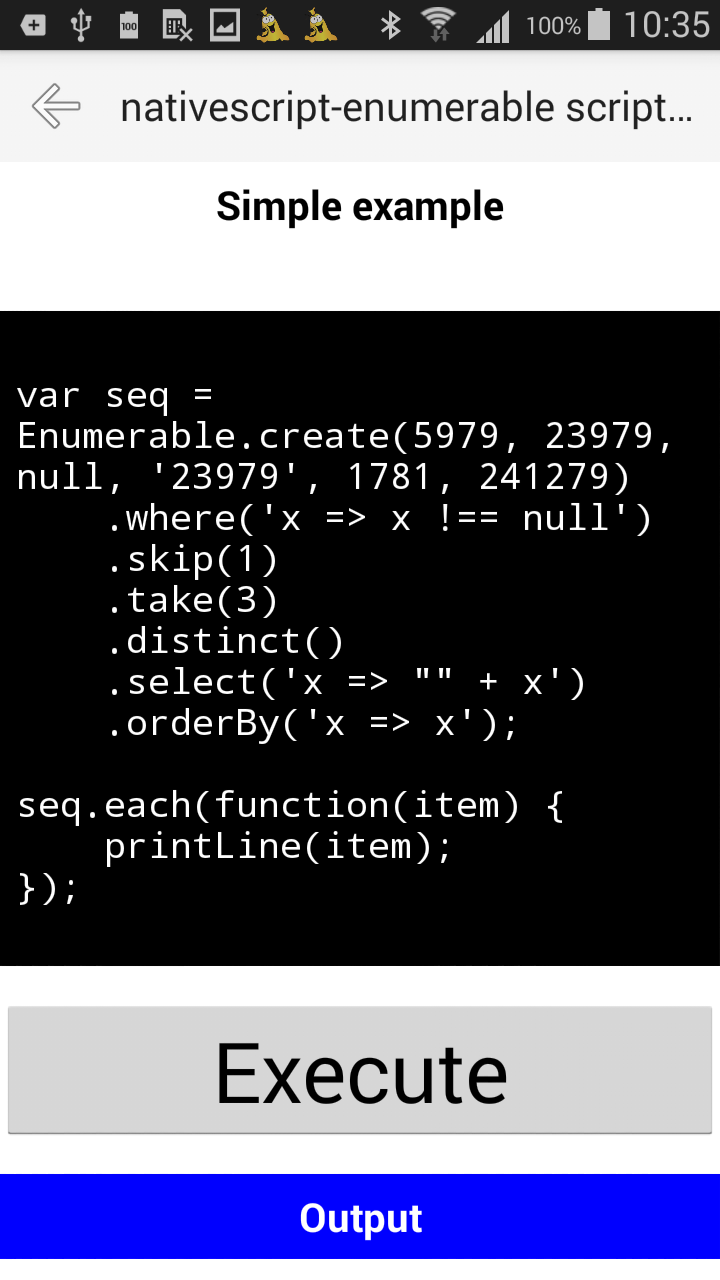 100
100% 10:35
nativescript-enumerable script...
Simple example
var seq =
Enumerable.create(5979, 23979,
null, '23979', 1781, 241279)
    .where('x => x !== null')
    .skip(1)
    .take(3)
    .distinct()
    .select('x => "" + x')
    .orderBy('x => x');
seq.each(function(item) {
    printLine(item);
});
Execute
Output